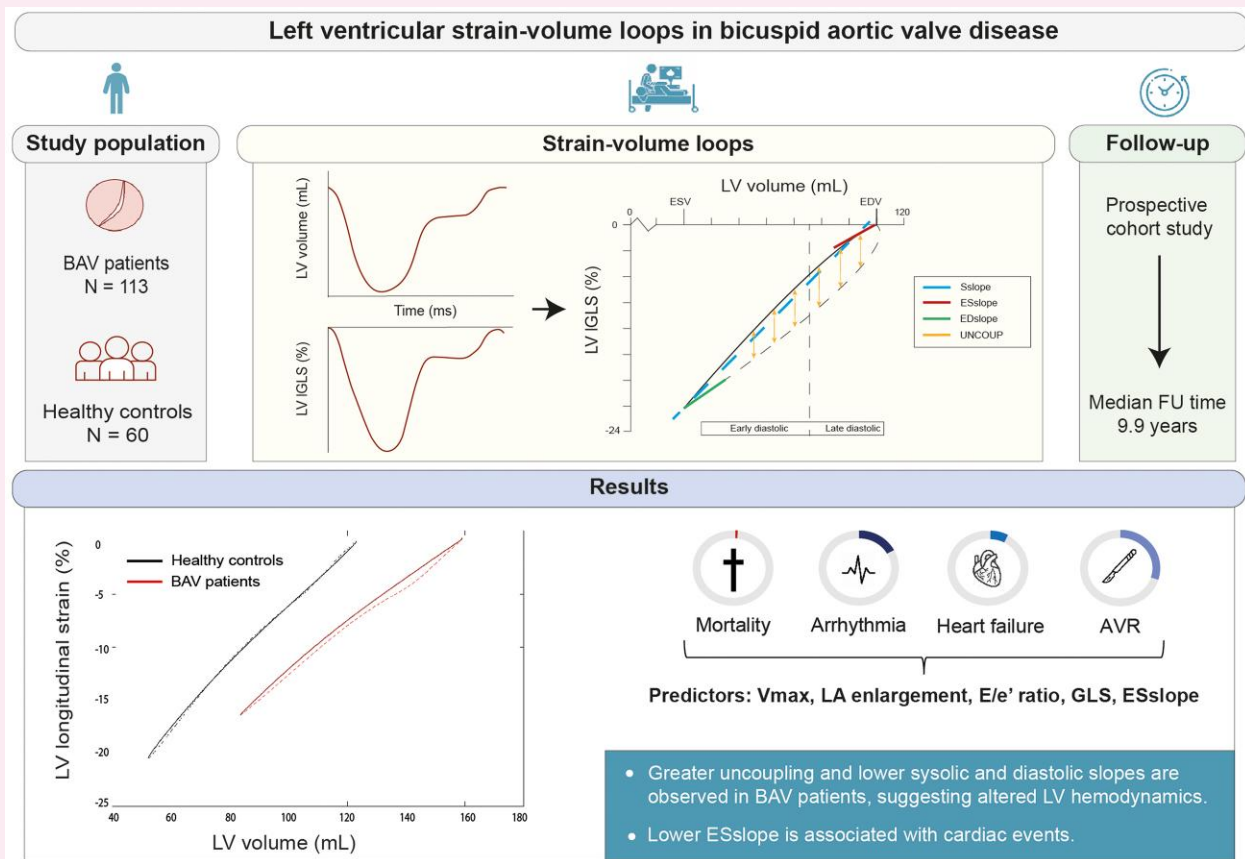 Left ventricular strain-volume loops in bicuspid aortic valve disease
Study population
BAV patients
N = 113
Healthy controls
N = 60
Strain-volume loops
LV volume (mL)
Time (ms)
LV lGLS (%)
LV volume (mL)
ESV
EDV
0
120
0
LV lGLS (%)
-24
Sslope
ESslope
EDslope
UNCOUP
Early diastolic
Late diastolic
Follow-up
Prospective
cohort study
Median FU time
9.9 years
Results
LV longitudinal strain (%)
0
-5
-10
-15
-20
-25
Healthy controls
BAV patients
40
60
80
100
120
140
160
180
LV volume (mL)
Mortality
Arrhythmia
Heart failure
AVR
Predictors: Vmax, LA enlargement, E/e' ratio, GLS, ESslope
• Greater uncoupling and lower sysolic and diastolic slopes are
observed in BAV patients, suggesting altered LV hemodynamics.
• Lower ESslope is associated with cardiac events.